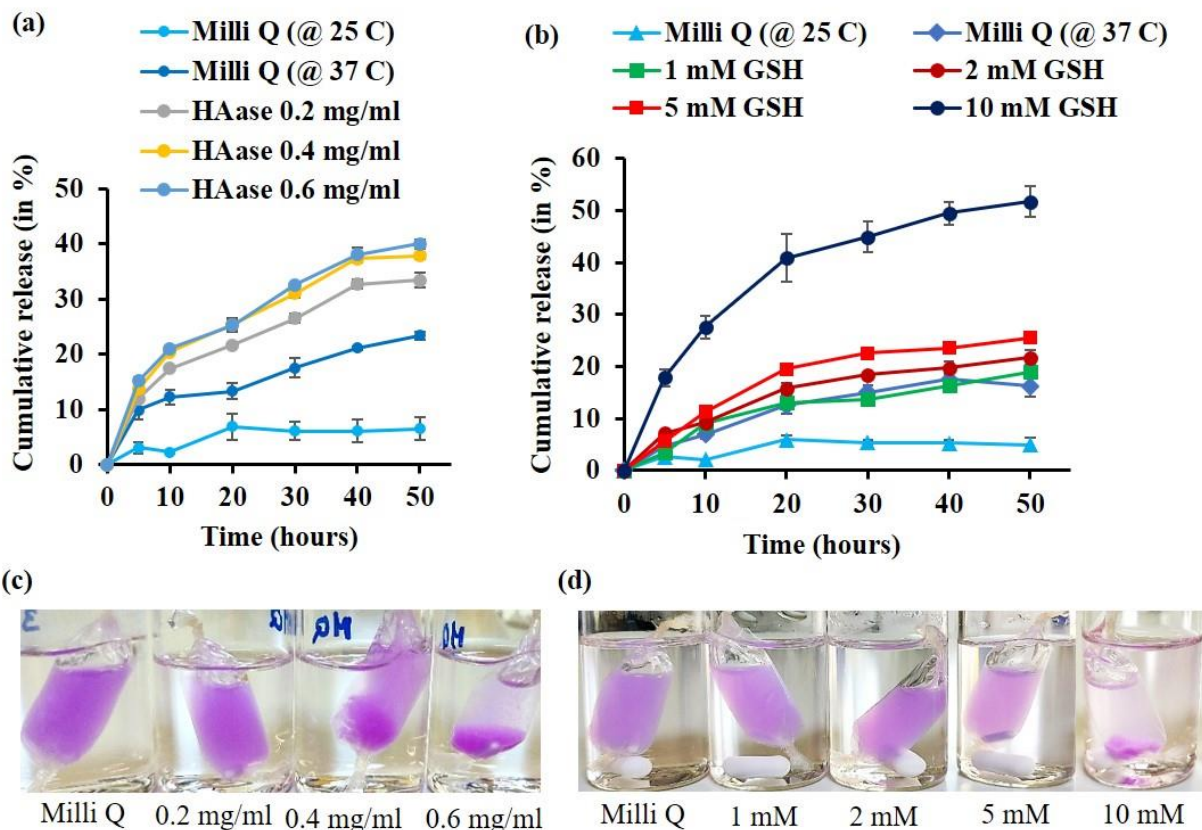 (a)
Milli Q (@ 25 C)
Milli Q (@ 37 C)
HAase 0.2 mg/ml
HAase 0.4 mg/ml
HAase 0.6 mg/ml
Cumulative release (in %)
50
40
30
20
10
0
0 10 20 30 40 50
Time (hours)
(b)
Milli Q (@ 25 C) Milli Q (@ 37 C)
1 mM GSH 2 mM GSH
5 mM GSH 10 mM GSH
Cumulative release (in %)
60
50
40
30
20
10
0
0 10 20 30 40 50
Time (hours)
(c)
MQ
Milli Q 0.2 mg/ml 0.4 mg/ml 0.6 mg/ml
(d)
Milli Q 1 mM 2 mM 5 mM 10 mM